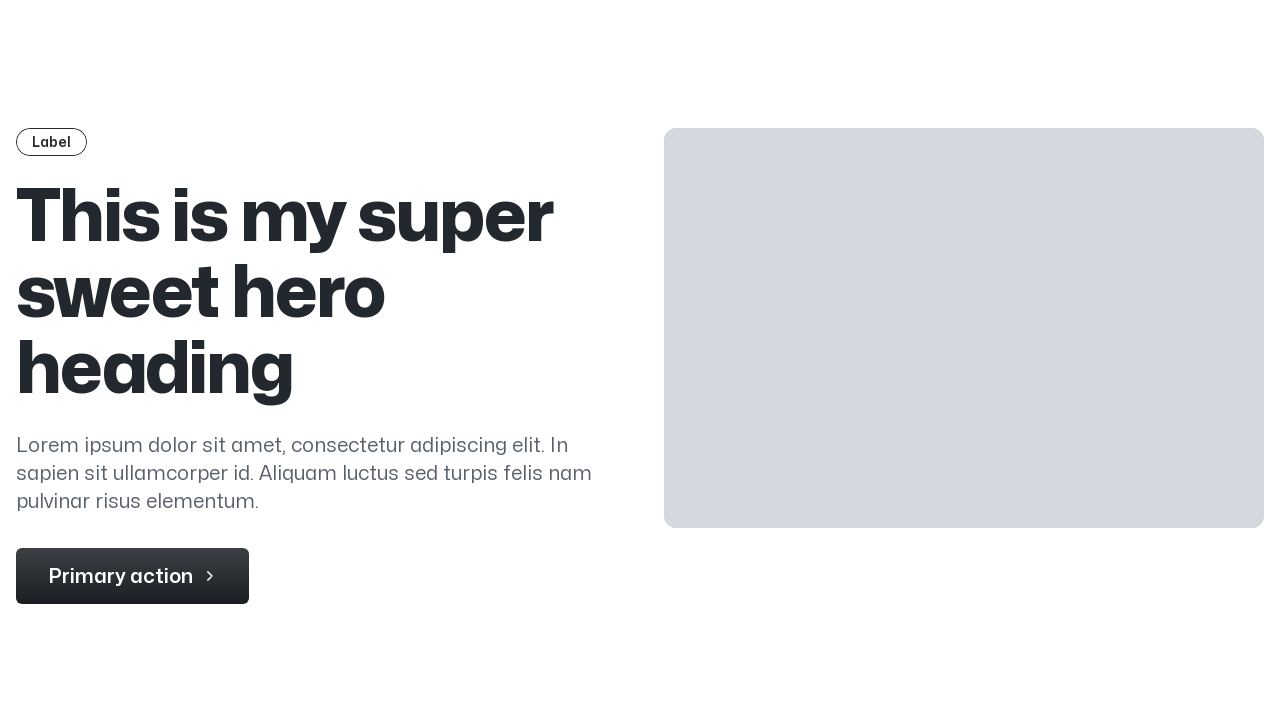 Label
This is my super
sweet hero
heading
Lorem ipsum dolor sit amet, consectetur adipiscing elit. In
sapien sit ullamcorper id. Aliquam luctus sed turpis felis nam
pulvinar risus elementum.
Primary action